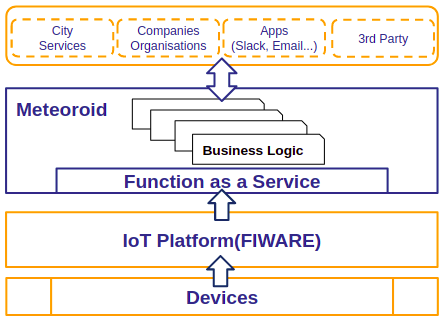 City
Services
Companies
Organisations
Apps
(Slack, Email...)
3rd Party
Meteoroid
Business Logic
Function as a Service
IoT Platform(FIWARE)
Devices